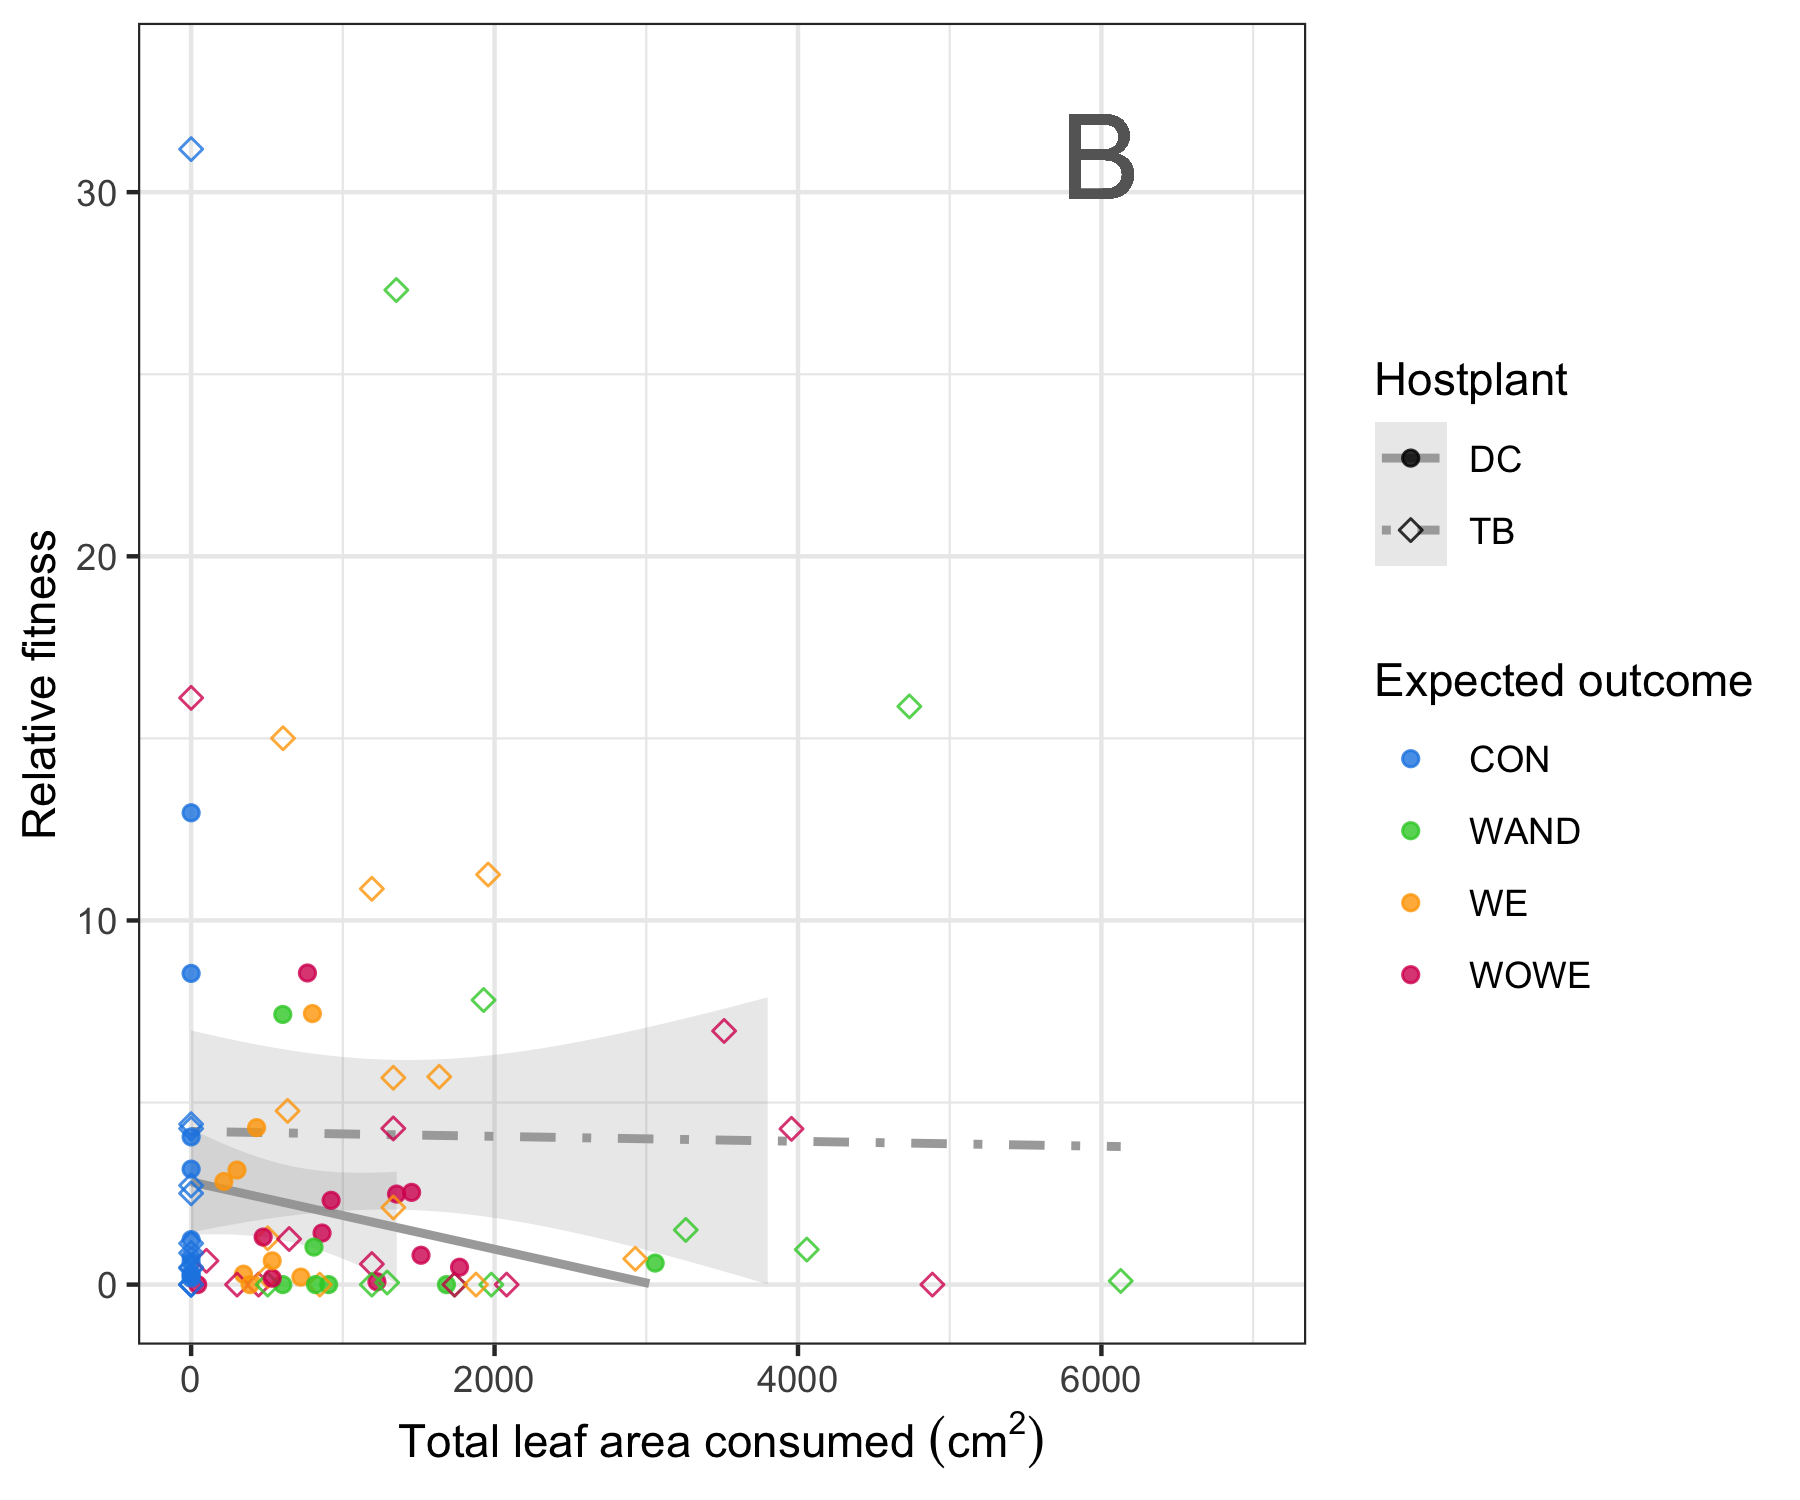 B
30
20
10
0
Relative fitness
0 2000 4000 6000
Total leaf area consumed (cm²)
Hostplant
DC
TB
Expected outcome
CON
WAND
WE
WOWE